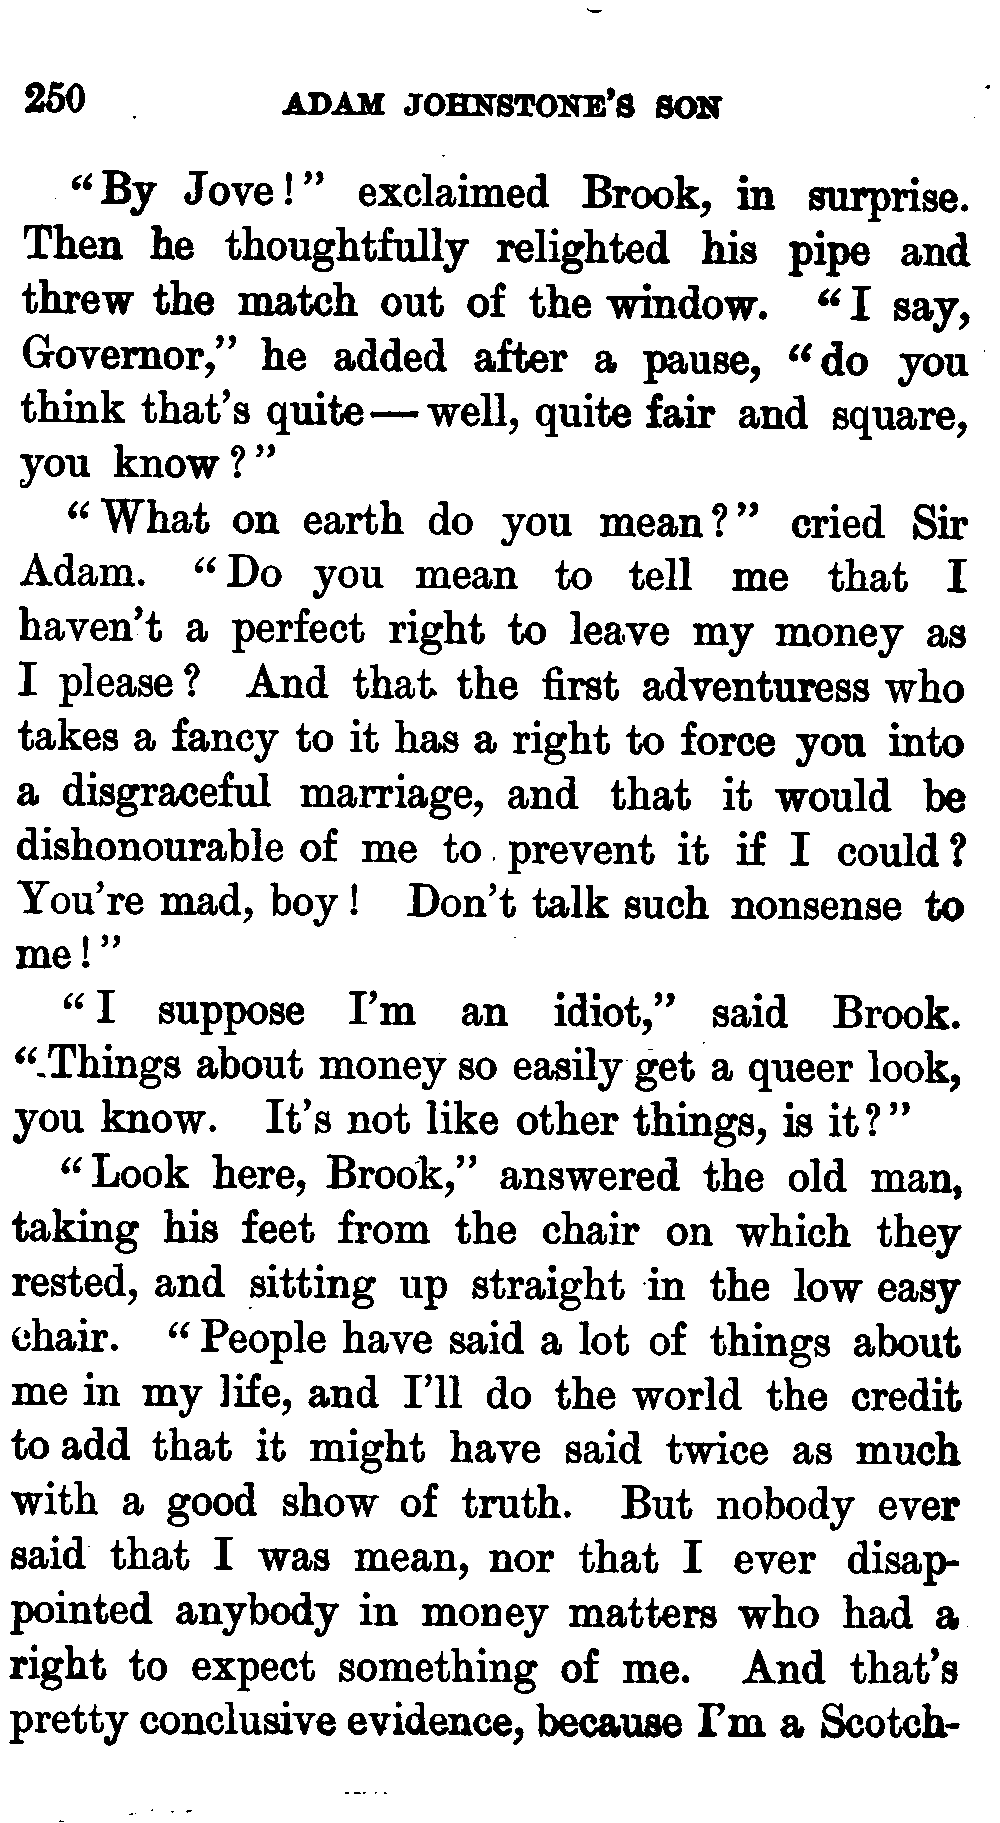 250 ADAM JOHNSTONE'S SON
"By Jove!" exclaimed Brook, in surprise.
Then he thoughtfully relighted his pipe and
threw the match out of the window. "I say,
Governor," he added after a pause, "do you
think that's quite—well, quite fair and square,
you know?"
"What on earth do you mean?" cried Sir
Adam. "Do you mean to tell me that I
haven't a perfect right to leave my money as
I please? And that the first adventuress who
takes a fancy to it has a right to force you into
a disgraceful marriage, and that it would be
dishonourable of me to prevent it if I could?
You're mad, boy! Don't talk such nonsense to
me!"
"I suppose I'm an idiot," said Brook.
"Things about money so easily get a queer look,
you know. It's not like other things, is it?"
"Look here, Brook," answered the old man,
taking his feet from the chair on which they
rested, and sitting up straight in the low easy
chair. "People have said a lot of things about
me in my life, and I'll do the world the credit
to add that it might have said twice as much
with a good show of truth. But nobody ever
said that I was mean, nor that I ever disap-
pointed anybody in money matters who had a
right to expect something of me. And that's
pretty conclusive evidence, because I'm a Scotch-